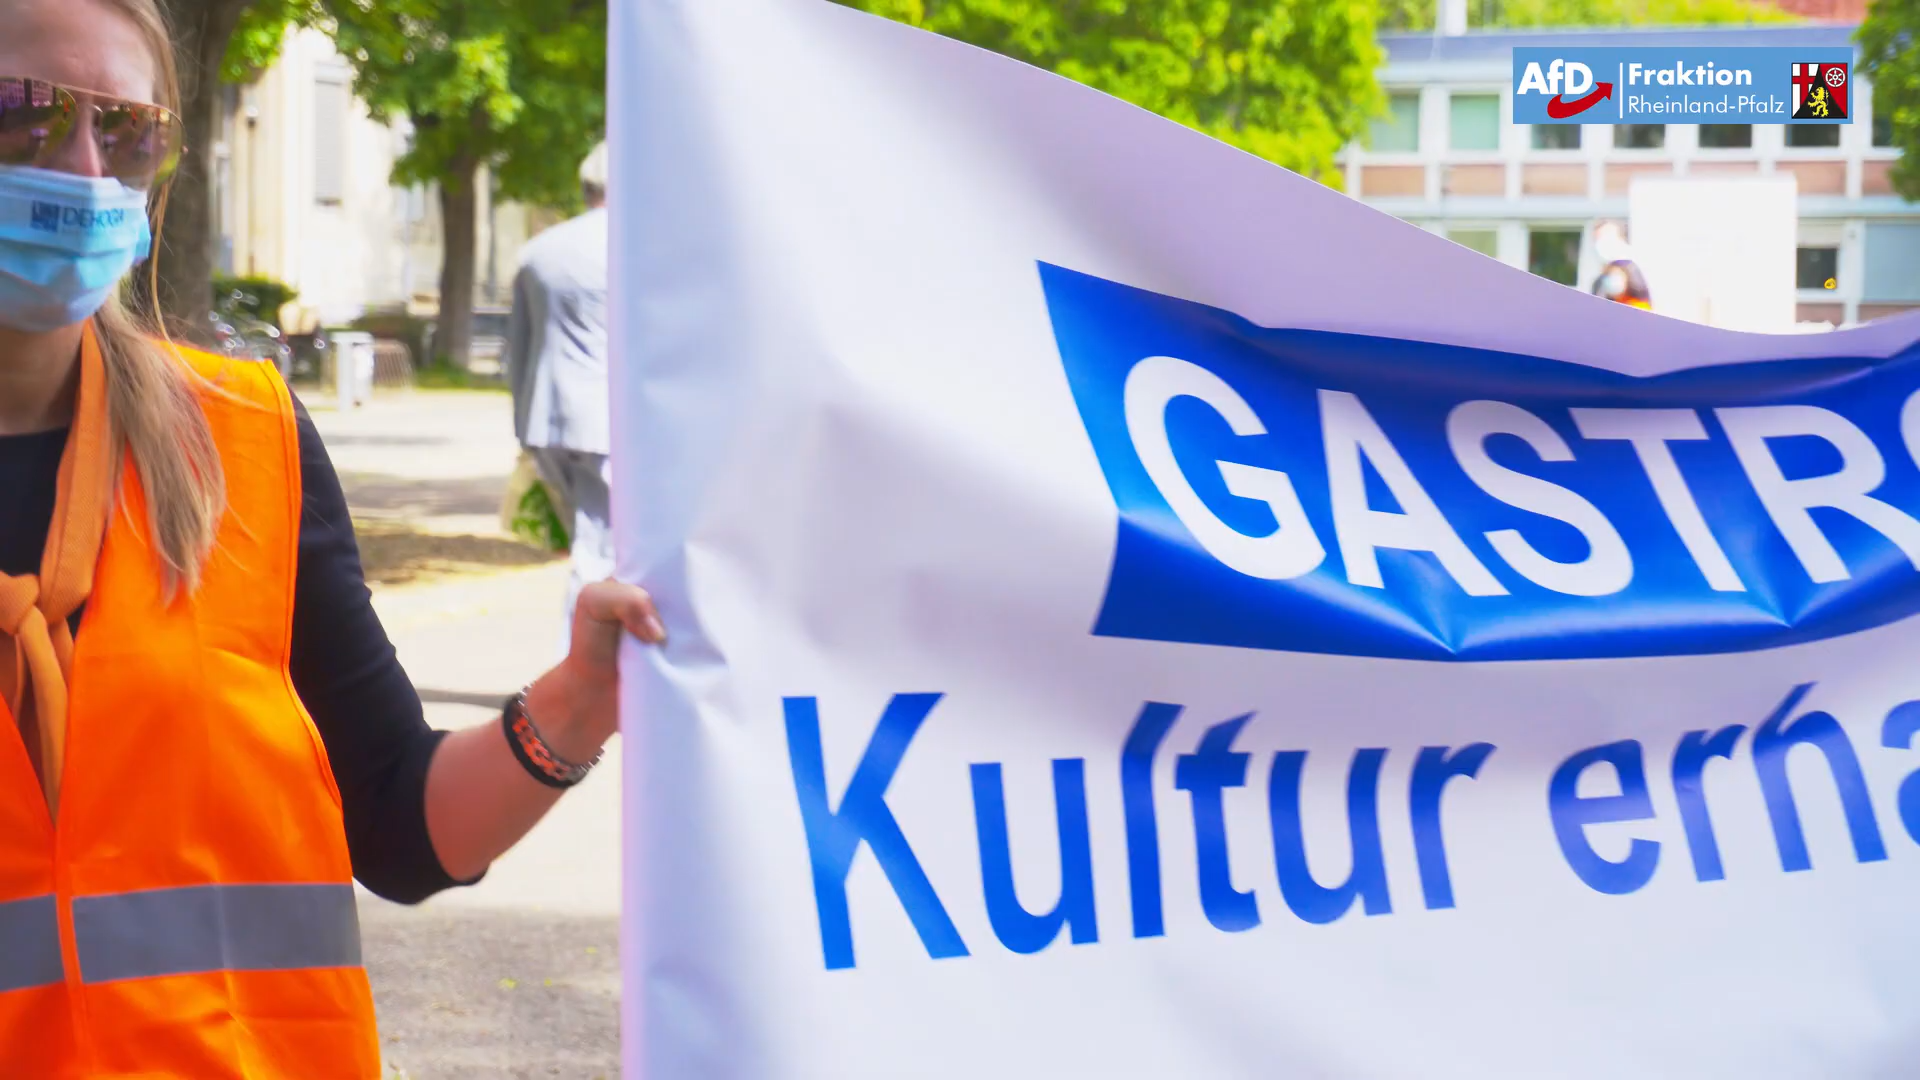 AfD Fraktion
Rheinland-Pfalz
DEHOGA
GASTR
Kultur erha